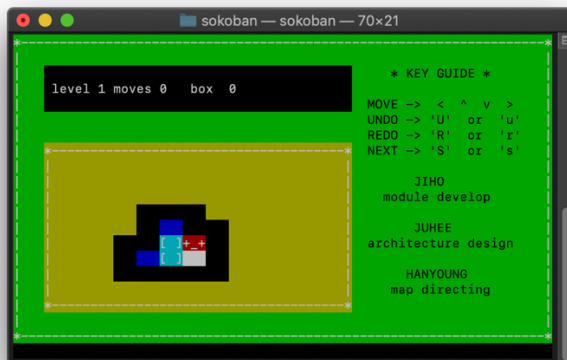 sokoban — sokoban — 70×21
* KEY GUIDE *
level 1 moves 0 box 0
MOVE —> < ^ v >
UNDO —> 'U' or 'u'
REDO —> 'R' or 'r'
NEXT —> 'S' or 's'
JIHO
module develop
JUHEE
architecture design
HANYOUNG
map directing
[ ]+_+
[ ]